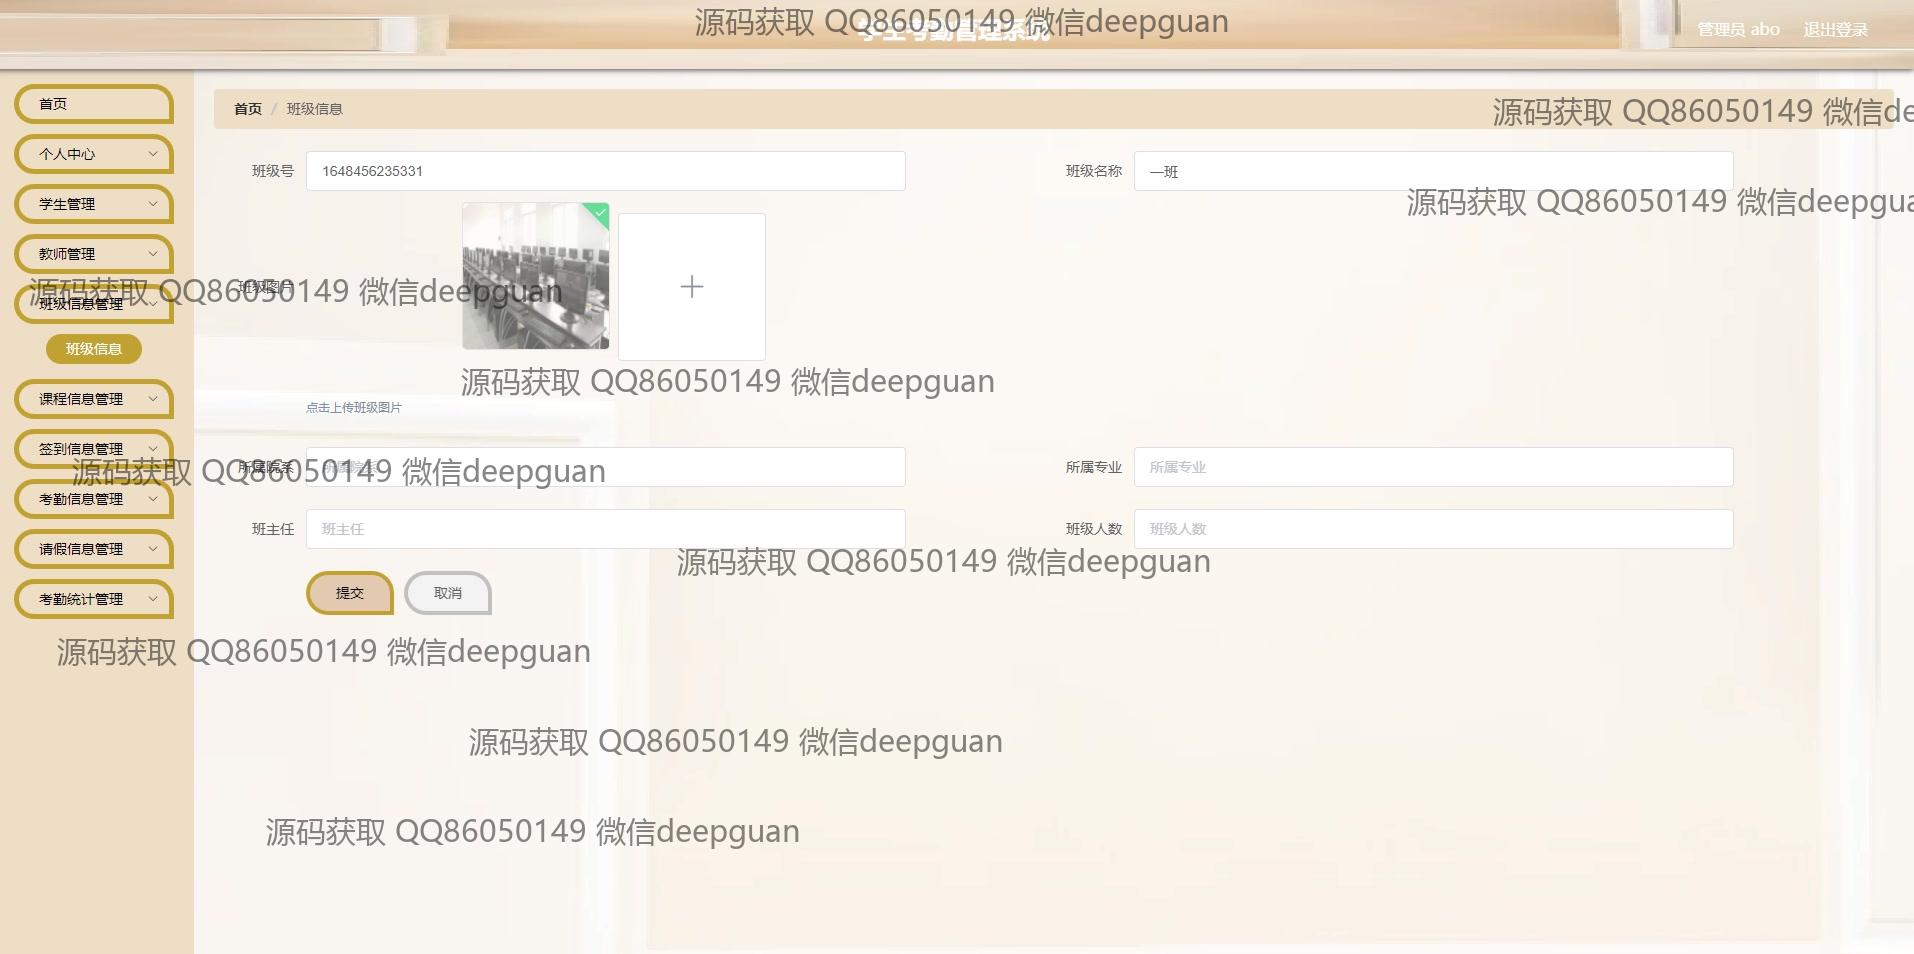 源码获取 QQ86050149 微信deepguan
学生考勤管理系统
管理员 abo 退出登录
首页
个人中心
学生管理
教师管理
班级信息管理
班级信息
课程信息管理
签到信息管理
考勤信息管理
请假信息管理
考勤统计管理
首页 / 班级信息
源码获取 QQ86050149 微信de
班级号 1648456235331
班级名称 一班
源码获取 QQ86050149 微信deepgua
班级图片
源码获取 QQ86050149 微信deepguan
源码获取 QQ86050149 微信deepguan
点击上传班级图片
所属院系 所属院系
所属专业 所属专业
源码获取 QQ86050149 微信deepguan
班主任 班主任
班级人数 班级人数
源码获取 QQ86050149 微信deepguan
提交 取消
源码获取 QQ86050149 微信deepguan
源码获取 QQ86050149 微信deepguan
源码获取 QQ86050149 微信deepguan